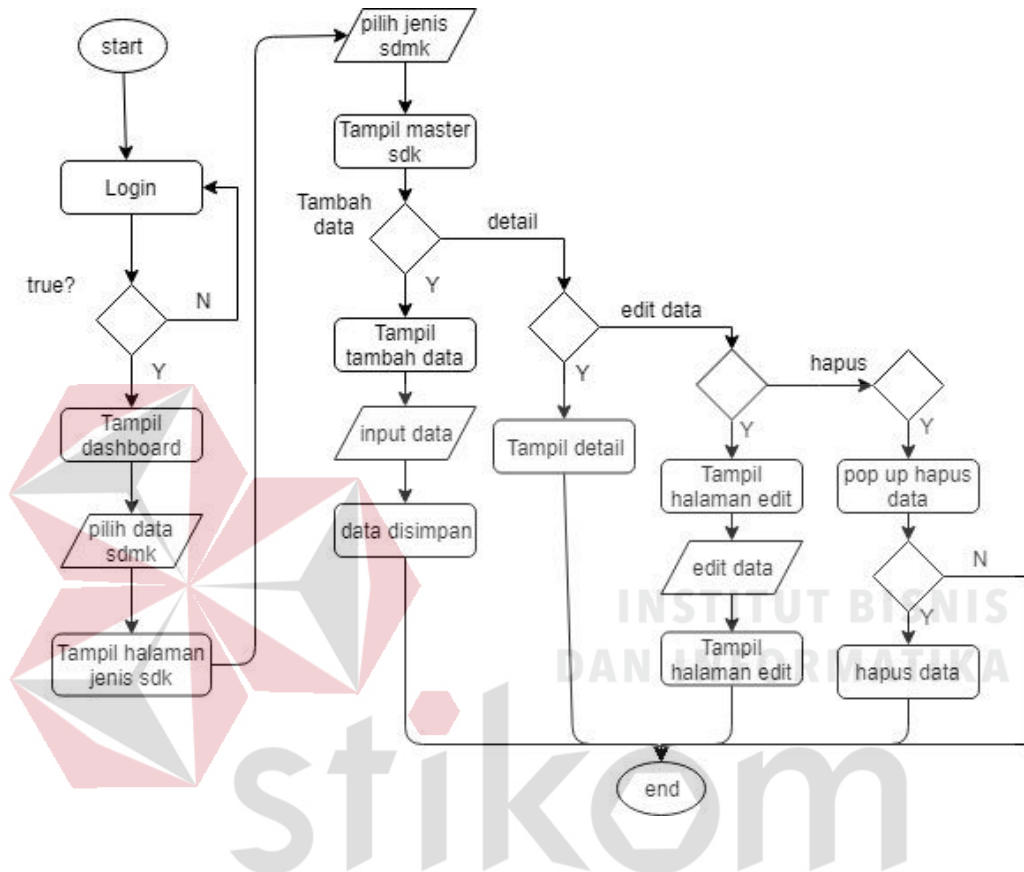 start
Login
true?
N
Y
Tampil
dashboard
pilih data
sdmk
Tampil halaman
jenis sdk
pilih jenis
sdmk
Tampil master
sdk
Tambah
data
detail
Y
Tampil
tambah data
input data
data disimpan
edit data
Y
Tampil detail
hapus
Y
Tampil
halaman edit
edit data
Tampil
halaman edit
Y
pop up hapus
data
N
Y
hapus data
end
INSTITUT BISNIS
DAN INFORMATIKA
stikom